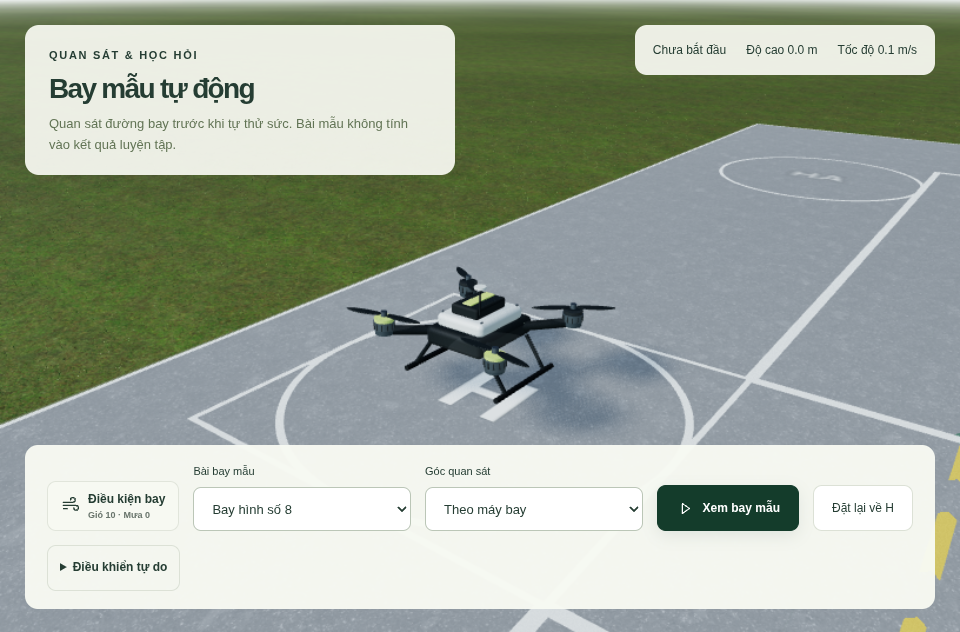 QUAN SÁT & HỌC HỎI
Bay mẫu tự động
Quan sát đường bay trước khi tự thử sức. Bài mẫu không tính
vào kết quả luyện tập.
Chưa bắt đầu Độ cao 0.0 m Tốc độ 0.1 m/s
HA
H
Điều kiện bay
Gió 10 · Mưa 0
Bài bay mẫu
Bay hình số 8
Góc quan sát
Theo máy bay
Xem bay mẫu
Đặt lại về H
Điều khiển tự do